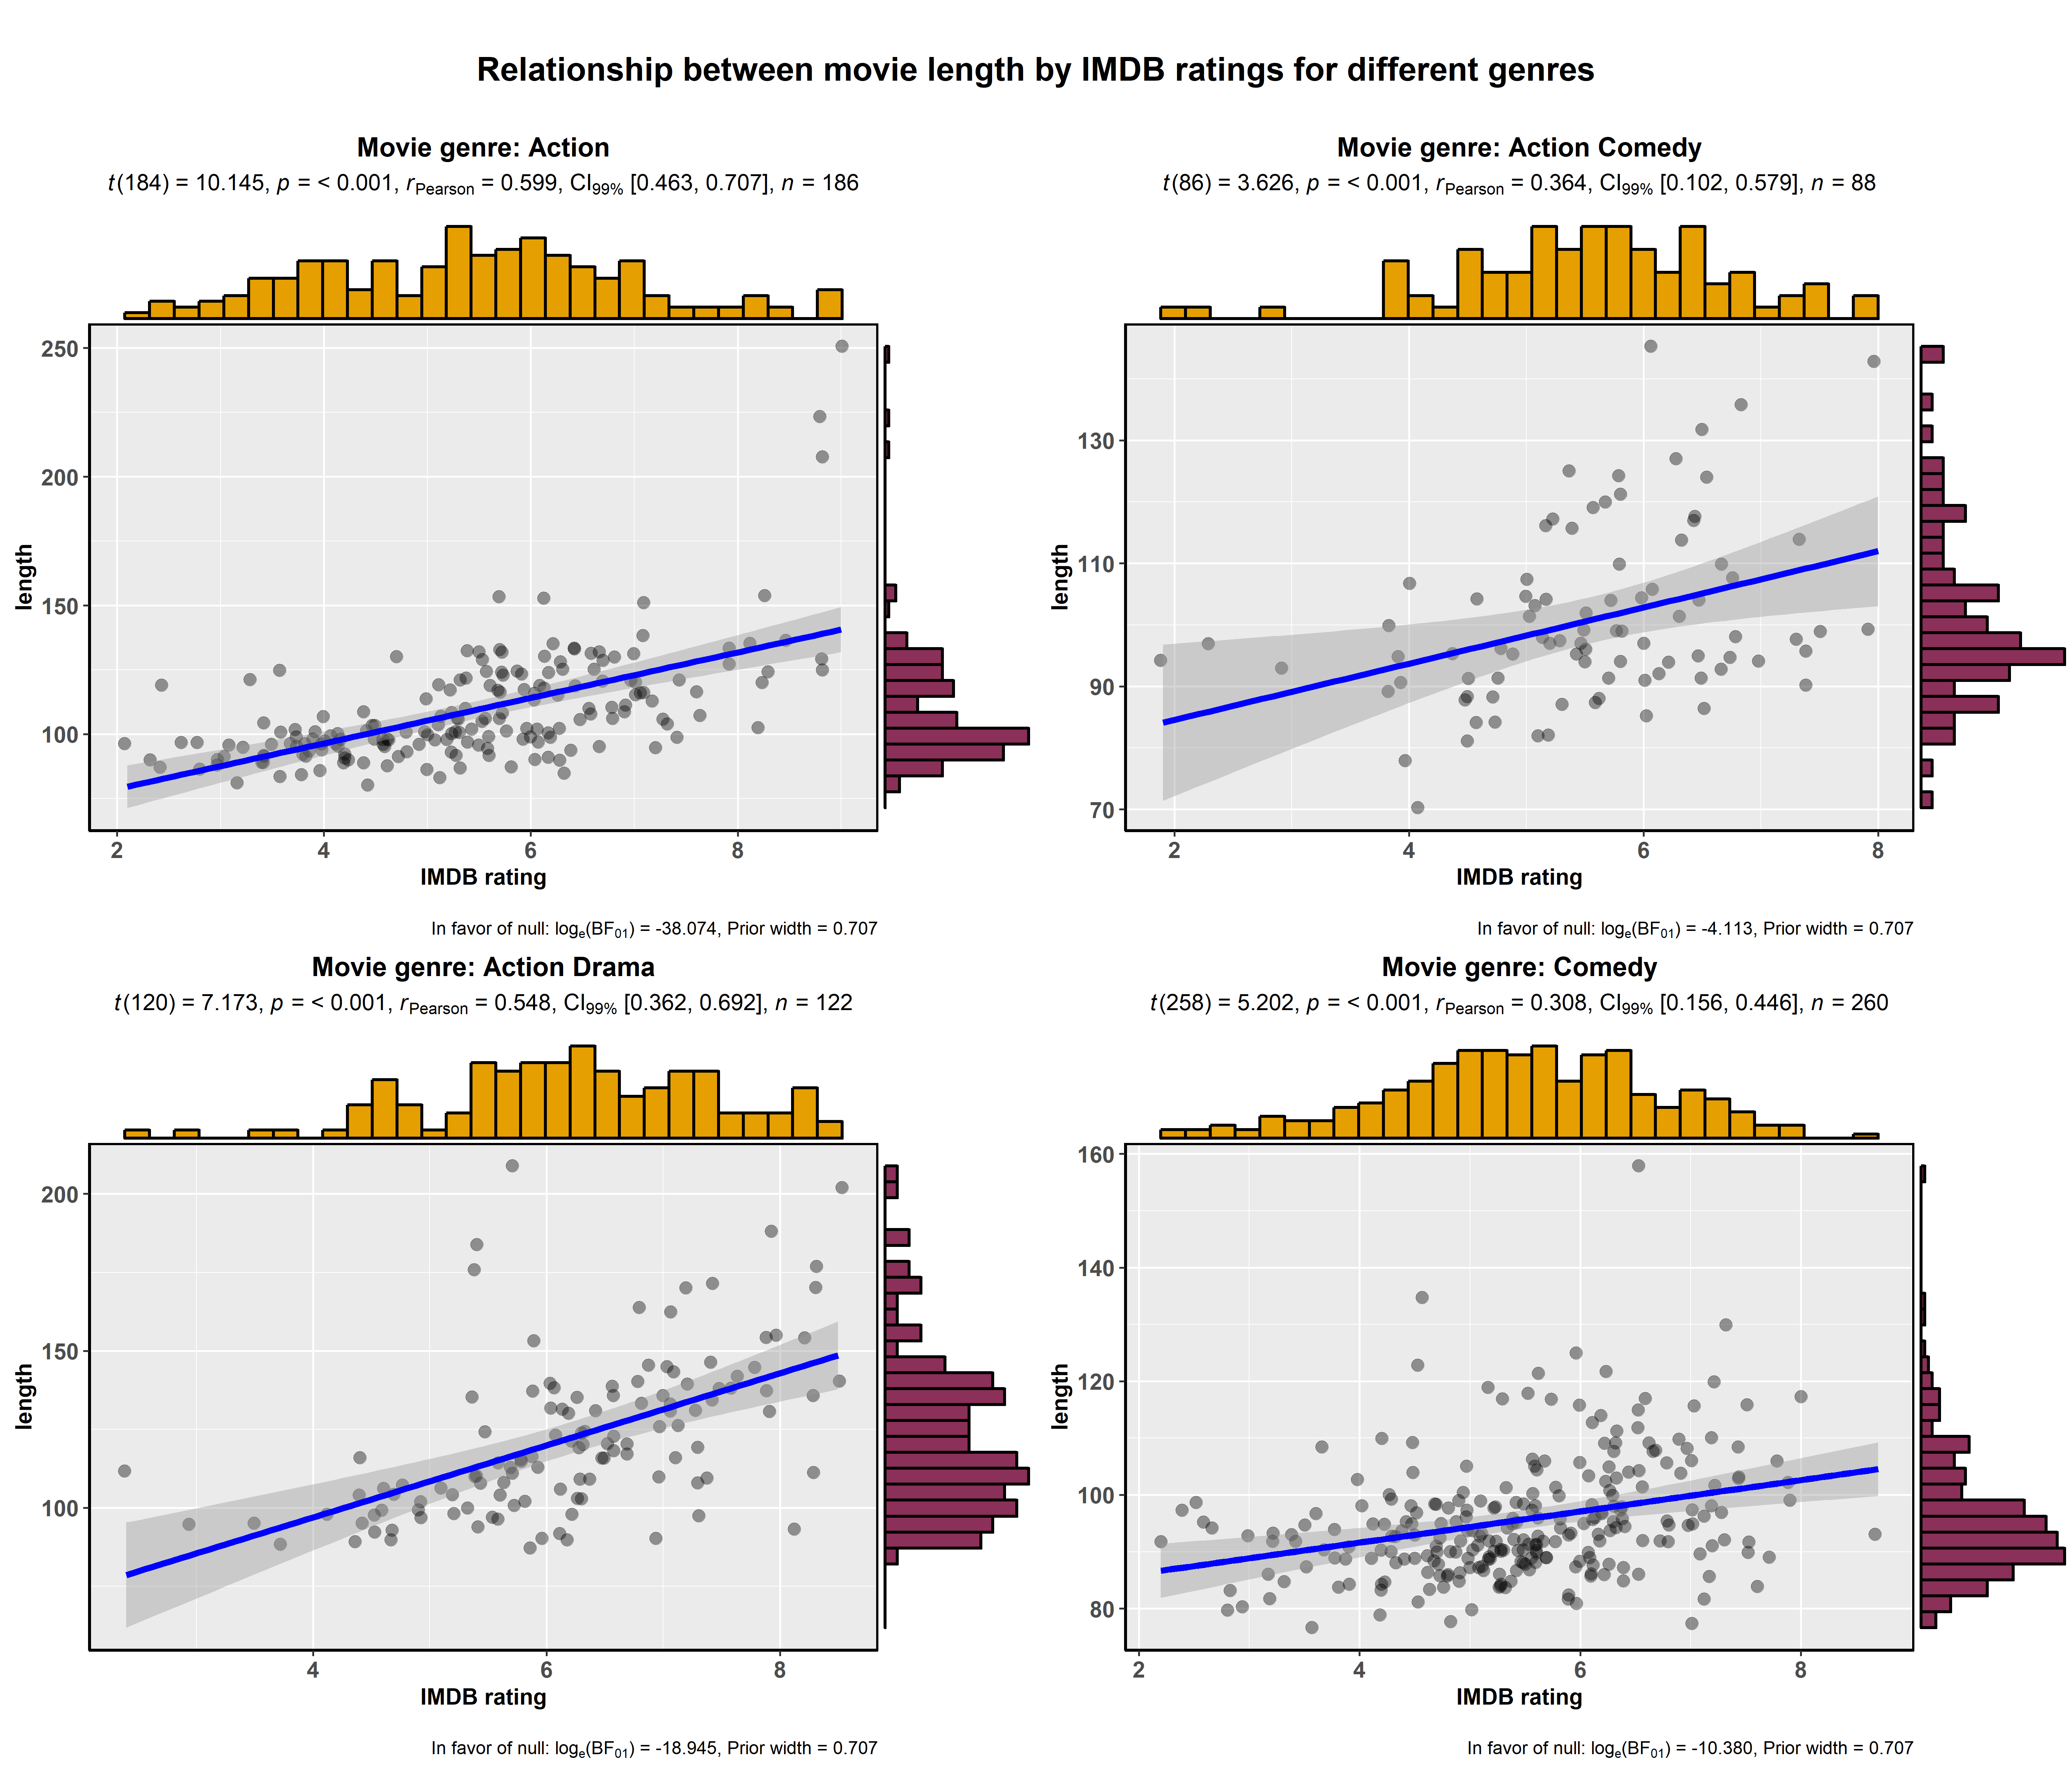 Relationship between movie length by IMDB ratings for different genres
Movie genre: Action
t(184) = 10.145, p = < 0.001, rPearson = 0.599, CI99% [0.463, 0.707], n = 186
250
200
150
100
length
2 4 6 8
IMDB rating
In favor of null: loge(BF01) = -38.074, Prior width = 0.707
Movie genre: Action Comedy
t(86) = 3.626, p = < 0.001, rPearson = 0.364, CI99% [0.102, 0.579], n = 88
130
110
90
70
length
2 4 6 8
IMDB rating
In favor of null: loge(BF01) = -4.113, Prior width = 0.707
Movie genre: Action Drama
t(120) = 7.173, p = < 0.001, rPearson = 0.548, CI99% [0.362, 0.692], n = 122
200
150
100
length
4 6 8
IMDB rating
In favor of null: loge(BF01) = -18.945, Prior width = 0.707
Movie genre: Comedy
t(258) = 5.202, p = < 0.001, rPearson = 0.308, CI99% [0.156, 0.446], n = 260
160
140
120
100
80
length
2 4 6 8
IMDB rating
In favor of null: loge(BF01) = -10.380, Prior width = 0.707